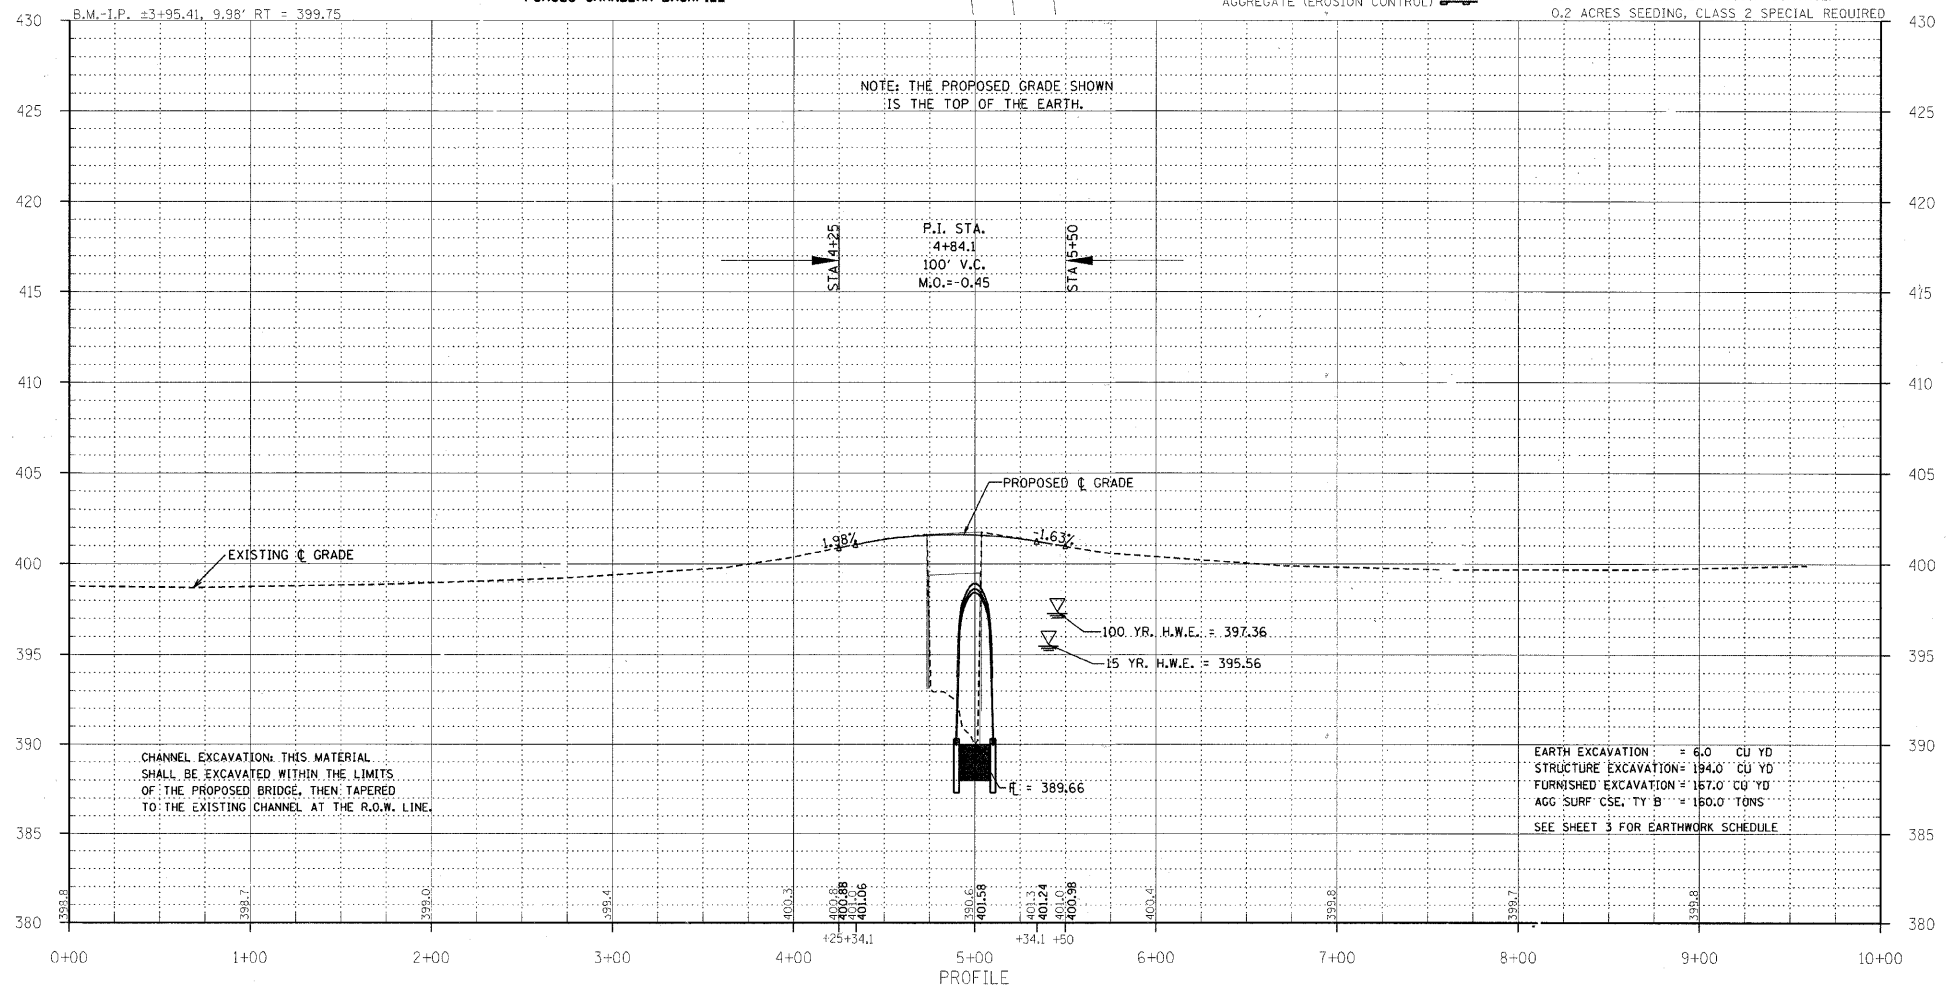 AGGREGATE (EROSION CONTROL)
B.M.-I.P. ±3+95.41, 9.98' RT = 399.75
0.2 ACRES SEEDING, CLASS 2 SPECIAL REQUIRED
430
430
NOTE: THE PROPOSED GRADE SHOWN
IS THE TOP OF THE EARTH.
425
425
420
420
STA 4+25
P.I. STA.
4+84.1
100' V.C.
M.O.=-0.45
STA 5+50
415
415
410
410
405
405
PROPOSED ℄ GRADE
1.98%
-1.63%
EXISTING ℄ GRADE
400
400
100 YR. H.W.E. = 397.36
15 YR. H.W.E. = 395.56
395
395
390
390
CHANNEL EXCAVATION: THIS MATERIAL
SHALL BE EXCAVATED WITHIN THE LIMITS
OF THE PROPOSED BRIDGE, THEN TAPERED
TO THE EXISTING CHANNEL AT THE R.O.W. LINE.
= 389.66
EARTH EXCAVATION = 6.0 CU YD
STRUCTURE EXCAVATION= 194.0 CU YD
FURNISHED EXCAVATION = 167.0 CU YD
AGG SURF CSE, TY B = 160.0 TONS
SEE SHEET 3 FOR EARTHWORK SCHEDULE
385
385
398.8
398.7
399.0
399.4
400.3
400.8
400.88
401.0
401.06
390.6
401.58
401.3
401.24
401.0
400.98
400.4
399.8
399.7
399.8
380
380
+25+34.1
+34.1 +50
0+00 1+00 2+00 3+00 4+00 5+00 6+00 7+00 8+00 9+00 10+00
PROFILE